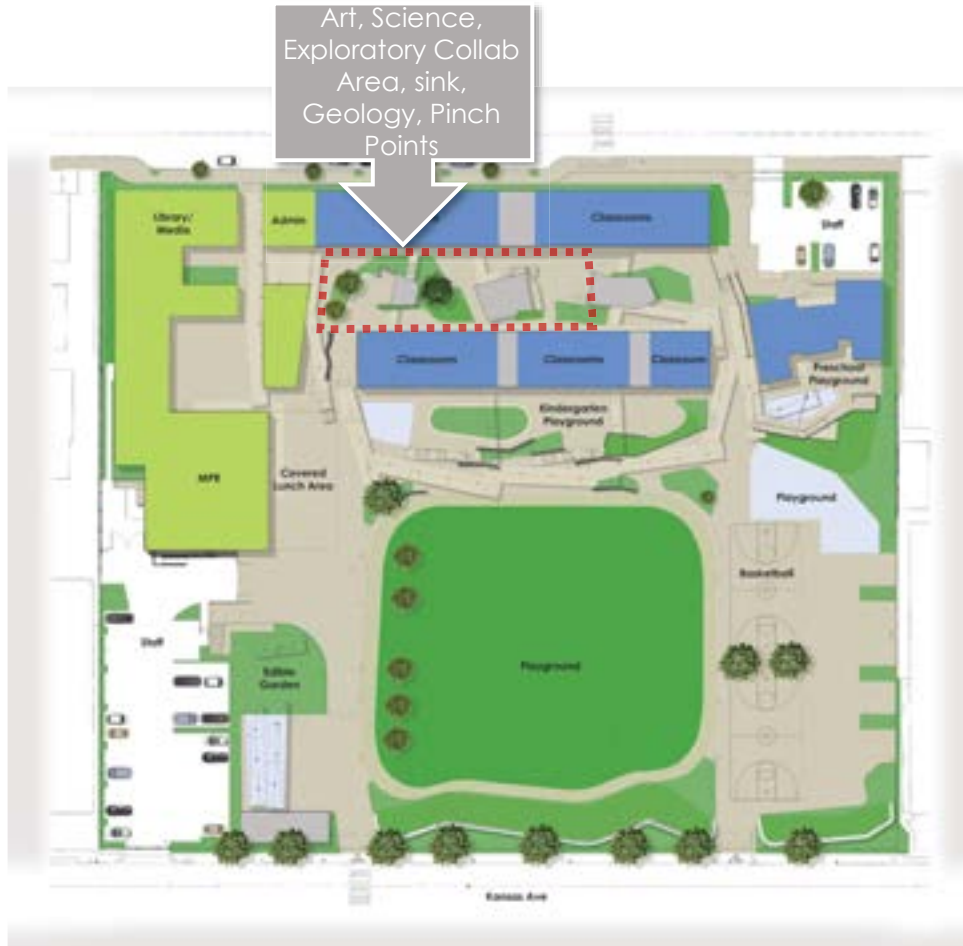 Art, Science,
Exploratory Collab
Area, sink,
Geology, Pinch
Points
Library/
Media
Admin
Classrooms
Staff
Classrooms
Classrooms
Classroom
Preschool
Playground
Kindergarten
Playground
MPR
Covered
Lunch Area
Playground
Basketball
Staff
Edible
Garden
Playground
Kansas Ave